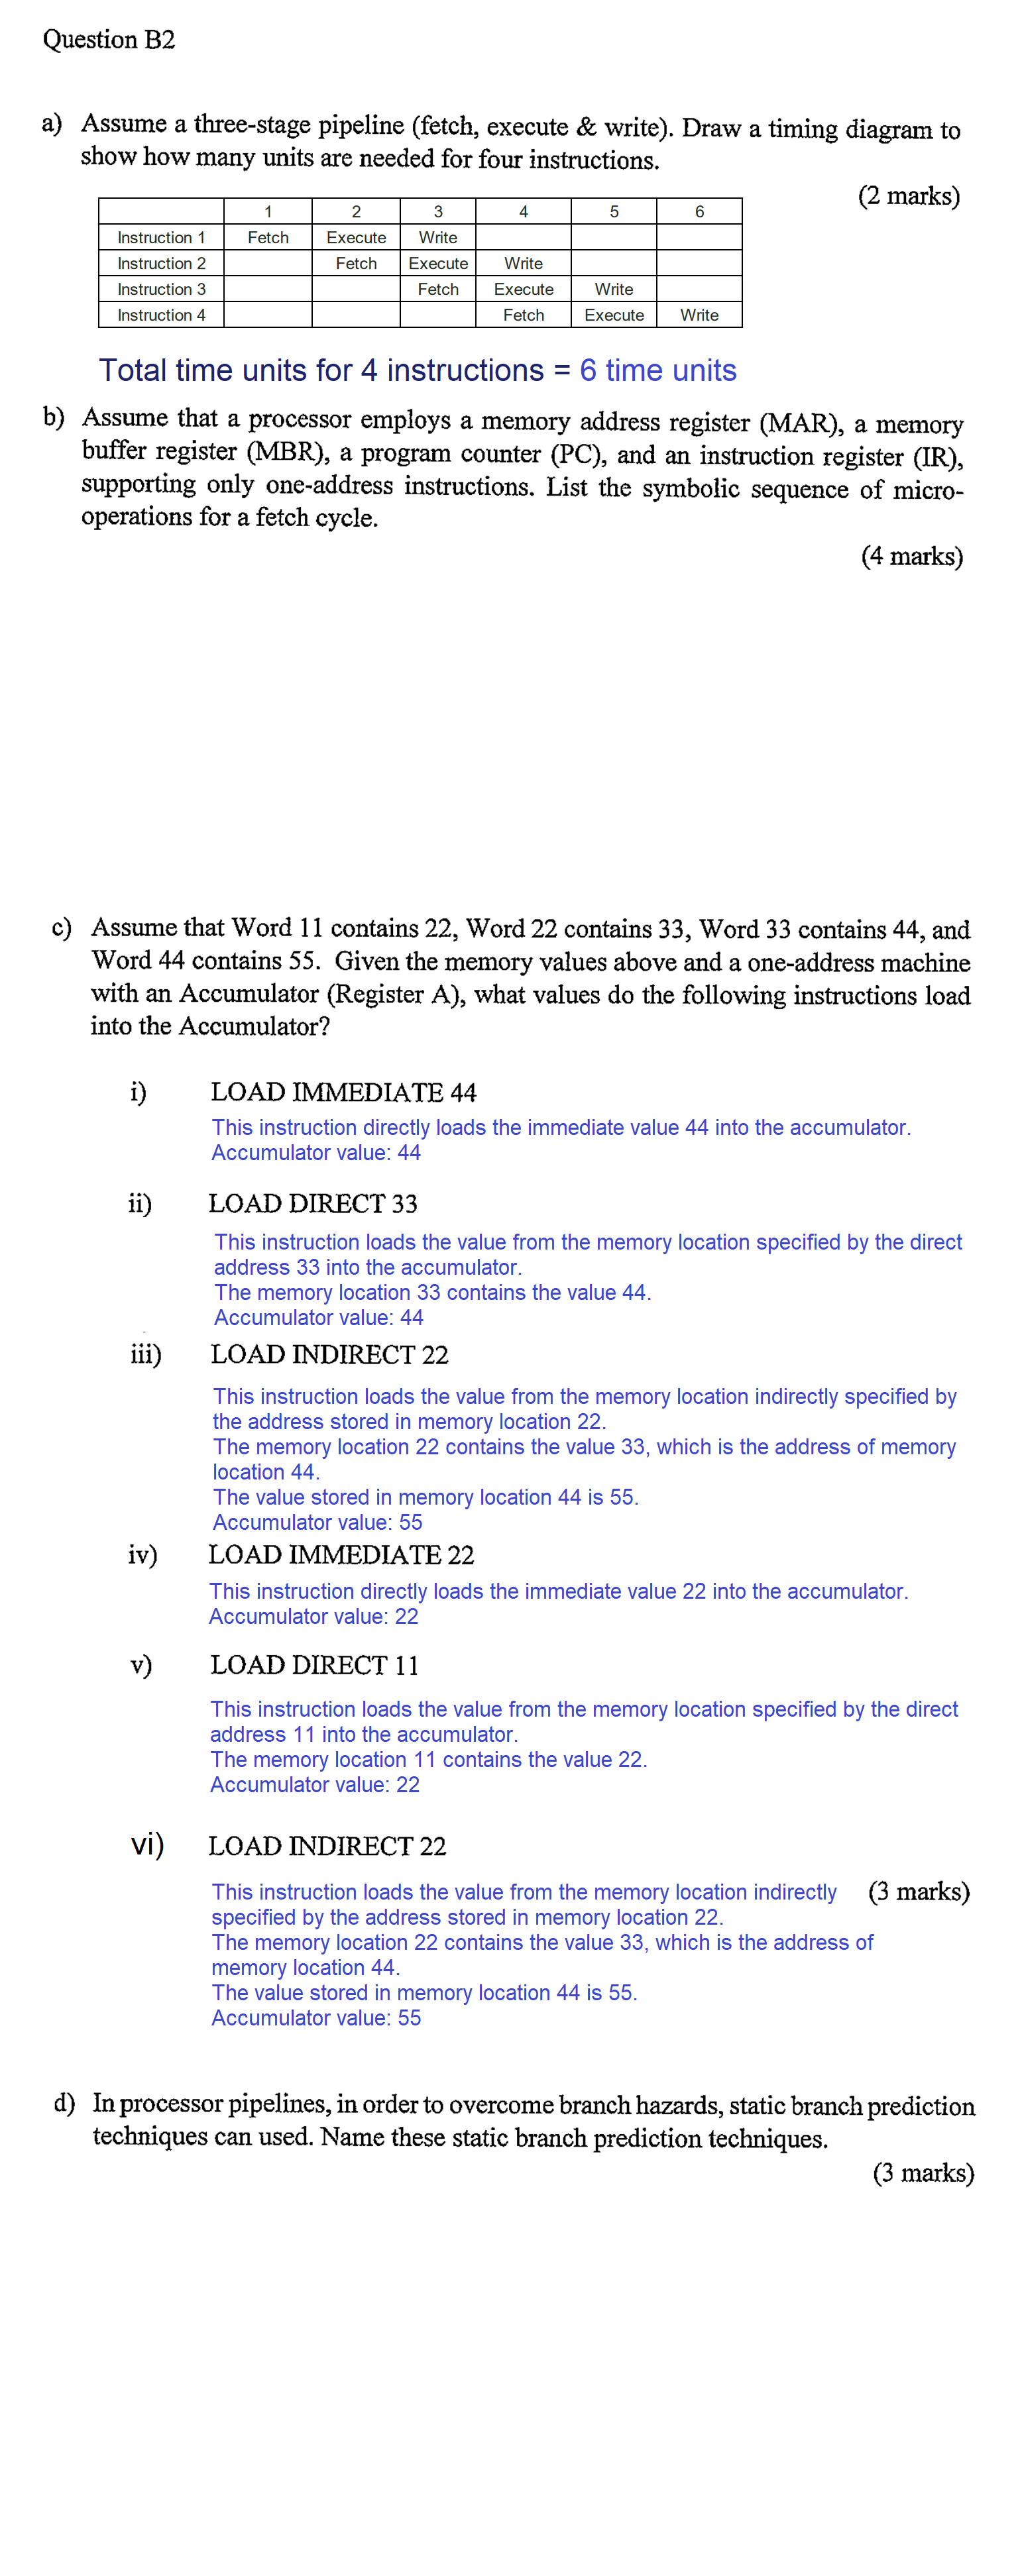 Question B2
a) Assume a three-stage pipeline (fetch, execute & write). Draw a timing diagram to
show how many units are needed for four instructions.
(2 marks)
1 2 3 4 5 6
Instruction 1 Fetch Execute Write
Instruction 2 Fetch Execute Write
Instruction 3 Fetch Execute Write
Instruction 4 Fetch Execute Write
Total time units for 4 instructions = 6 time units
b) Assume that a processor employs a memory address register (MAR), a memory
buffer register (MBR), a program counter (PC), and an instruction register (IR),
supporting only one-address instructions. List the symbolic sequence of micro-
operations for a fetch cycle.
(4 marks)
c) Assume that Word 11 contains 22, Word 22 contains 33, Word 33 contains 44, and
Word 44 contains 55. Given the memory values above and a one-address machine
with an Accumulator (Register A), what values do the following instructions load
into the Accumulator?
i) LOAD IMMEDIATE 44
This instruction directly loads the immediate value 44 into the accumulator.
Accumulator value: 44
ii) LOAD DIRECT 33
This instruction loads the value from the memory location specified by the direct
address 33 into the accumulator.
The memory location 33 contains the value 44.
Accumulator value: 44
iii) LOAD INDIRECT 22
This instruction loads the value from the memory location indirectly specified by
the address stored in memory location 22.
The memory location 22 contains the value 33, which is the address of memory
location 44.
The value stored in memory location 44 is 55.
Accumulator value: 55
iv) LOAD IMMEDIATE 22
This instruction directly loads the immediate value 22 into the accumulator.
Accumulator value: 22
v) LOAD DIRECT 11
This instruction loads the value from the memory location specified by the direct
address 11 into the accumulator.
The memory location 11 contains the value 22.
Accumulator value: 22
vi) LOAD INDIRECT 22
This instruction loads the value from the memory location indirectly (3 marks)
specified by the address stored in memory location 22.
The memory location 22 contains the value 33, which is the address of
memory location 44.
The value stored in memory location 44 is 55.
Accumulator value: 55
d) In processor pipelines, in order to overcome branch hazards, static branch prediction
techniques can used. Name these static branch prediction techniques.
(3 marks)